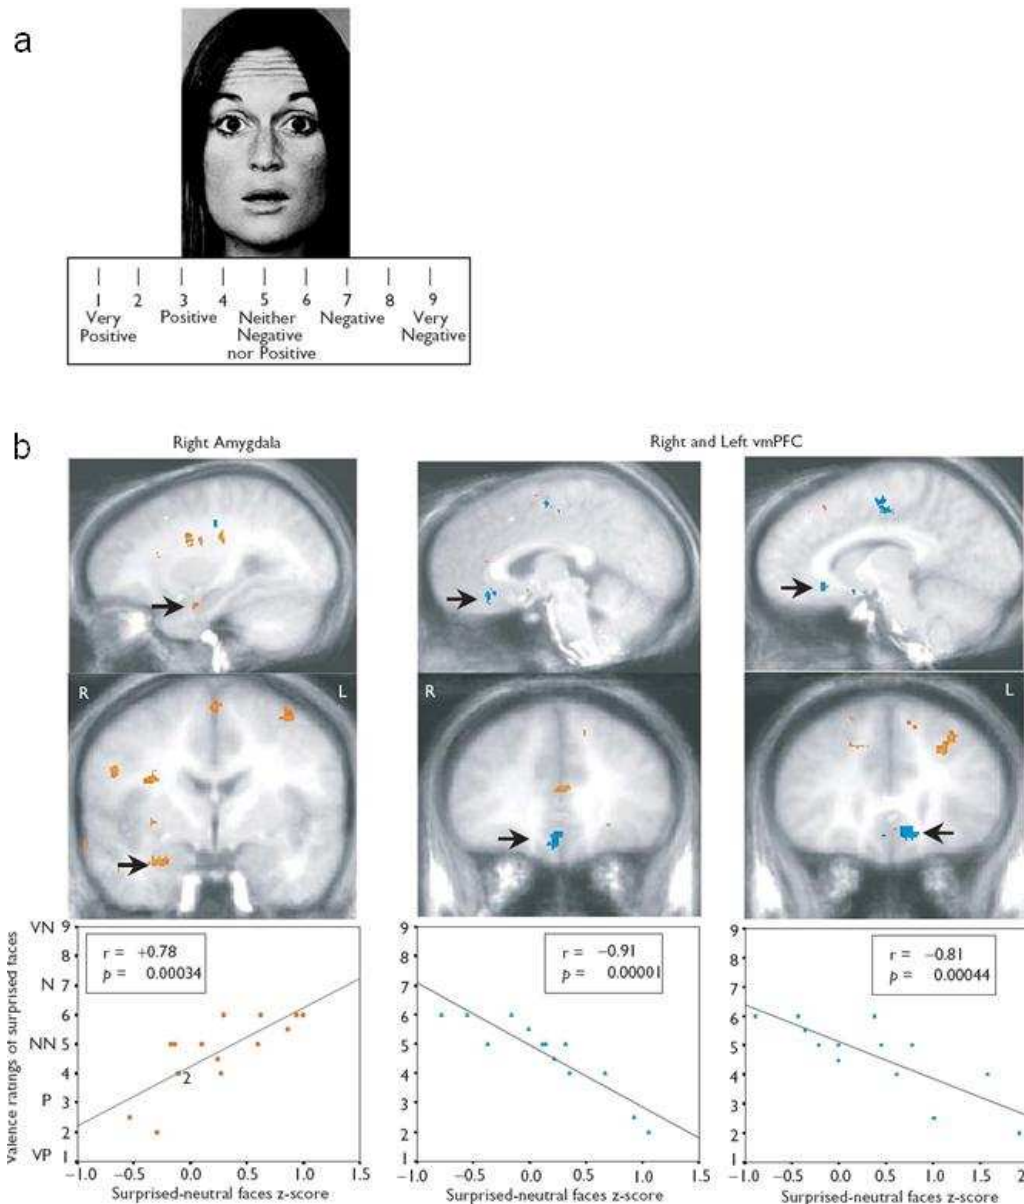 a
1 2 3 4 5 6 7 8 9
Very Positive Neither Negative Very
Positive Negative Negative
nor Positive
b
Right Amygdala
Right and Left vmPFC
R L
R
L
VN 9
8
N 7
6
NN 5
4
P 3
2
VP 1
Valence ratings of surprised faces
r = +0.78
p = 0.00034
2
-1.0 -0.5 0.0 0.5 1.0 1.5
Surprised-neutral faces z-score
9
8
7
6
5
4
3
2
1
r = -0.91
p = 0.00001
-1.0 -0.5 0.0 0.5 1.0 1.5
Surprised-neutral faces z-score
9
8
7
6
5
4
3
2
1
r = -0.81
p = 0.00044
-1.0 -0.5 0.0 0.5 1.0 1.5
Surprised-neutral faces z-score